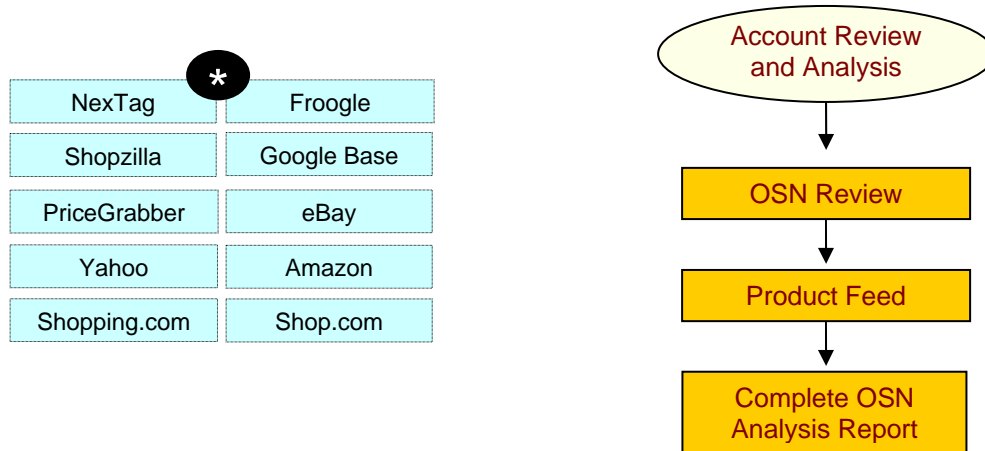 *
NexTag
Froogle
Shopzilla
Google Base
PriceGrabber
eBay
Yahoo
Amazon
Shopping.com
Shop.com
Account Review
and Analysis
OSN Review
Product Feed
Complete OSN
Analysis Report